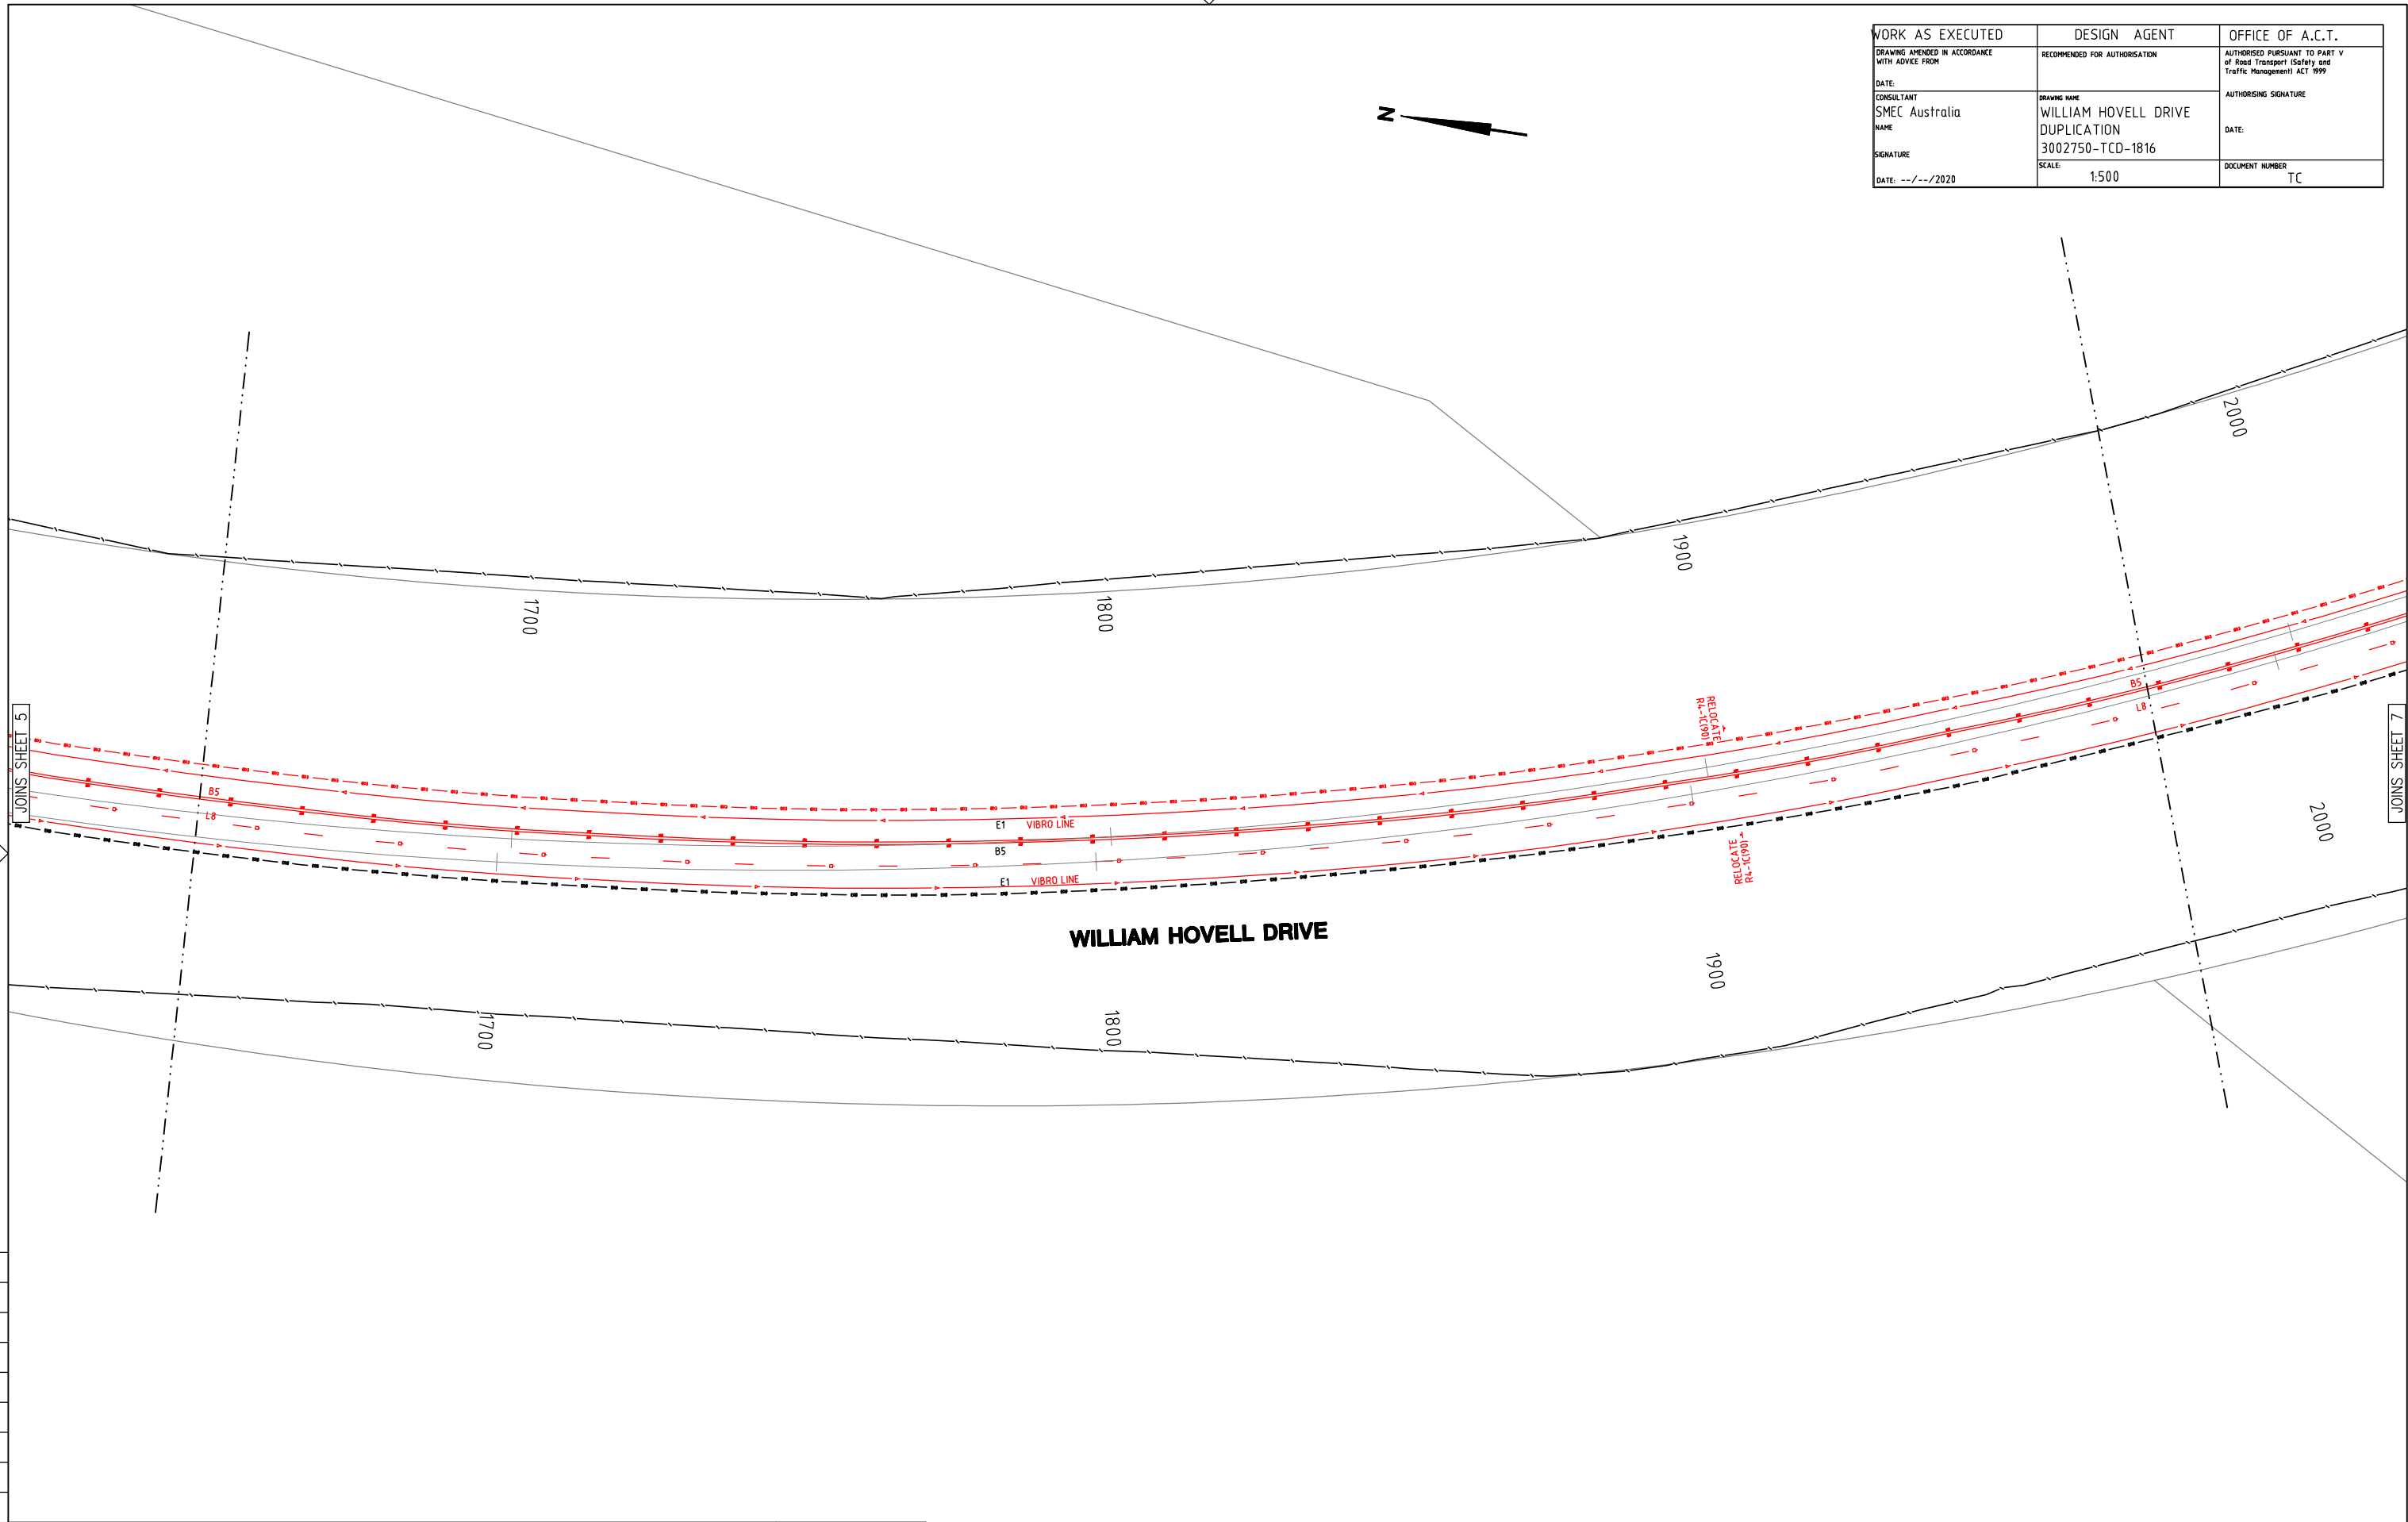 WORK AS EXECUTED
DRAWING AMENDED IN ACCORDANCE
WITH ADVICE FROM
DATE:
CONSULTANT
SMEC Australia
NAME
SIGNATURE
DATE: --/--/2020
DESIGN AGENT
RECOMMENDED FOR AUTHORISATION
DRAWING NAME
WILLIAM HOVELL DRIVE
DUPLICATION
3002750-TCD-1816
SCALE:
1:500
OFFICE OF A.C.T.
AUTHORISED PURSUANT TO PART V
of Road Transport (Safety and
Traffic Management) ACT 1999
AUTHORISING SIGNATURE
DATE:
DOCUMENT NUMBER
TC
N
2000
1900
1700
1800
RELOCATE
R4-1C(90)
B5
L8
JOINS SHEET 5
JOINS SHEET 7
B5
L8
E1 VIBRO LINE
B5
E1 VIBRO LINE
RELOCATE
R4-1C(90)
2000
WILLIAM HOVELL DRIVE
1900
1700
1800